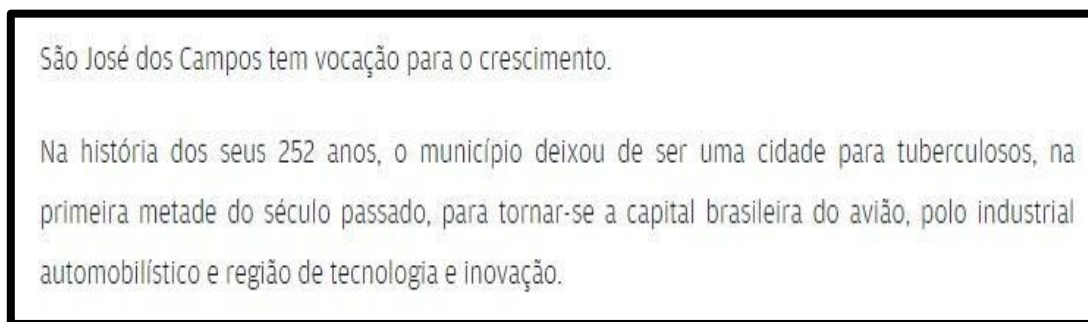 São José dos Campos tem vocação para o crescimento.
Na história dos seus 252 anos, o município deixou de ser uma cidade para tuberculosos, na
primeira metade do século passado, para tornar-se a capital brasileira do avião, polo industrial
automobilístico e região de tecnologia e inovação.